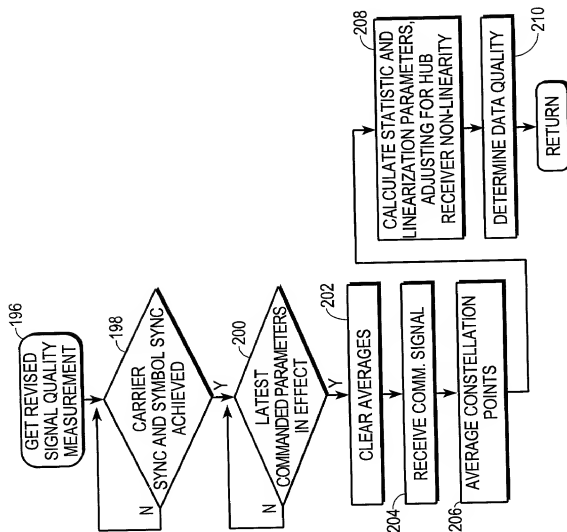 196
GET REVISED
SIGNAL QUALITY
MEASUREMENT
198
CARRIER
SYNC AND SYMBOL SYNC
ACHIEVED
N
Y
200
LATEST
COMMANDED PARAMETERS
IN EFFECT
N
Y
202
CLEAR AVERAGES
204
RECEIVE COMM. SIGNAL
206
AVERAGE CONSTELLATION
POINTS
208
CALCULATE STATISTIC AND
LINEARIZATION PARAMETERS,
ADJUSTING FOR HUB
RECEIVER NON-LINEARITY
210
DETERMINE DATA QUALITY
RETURN